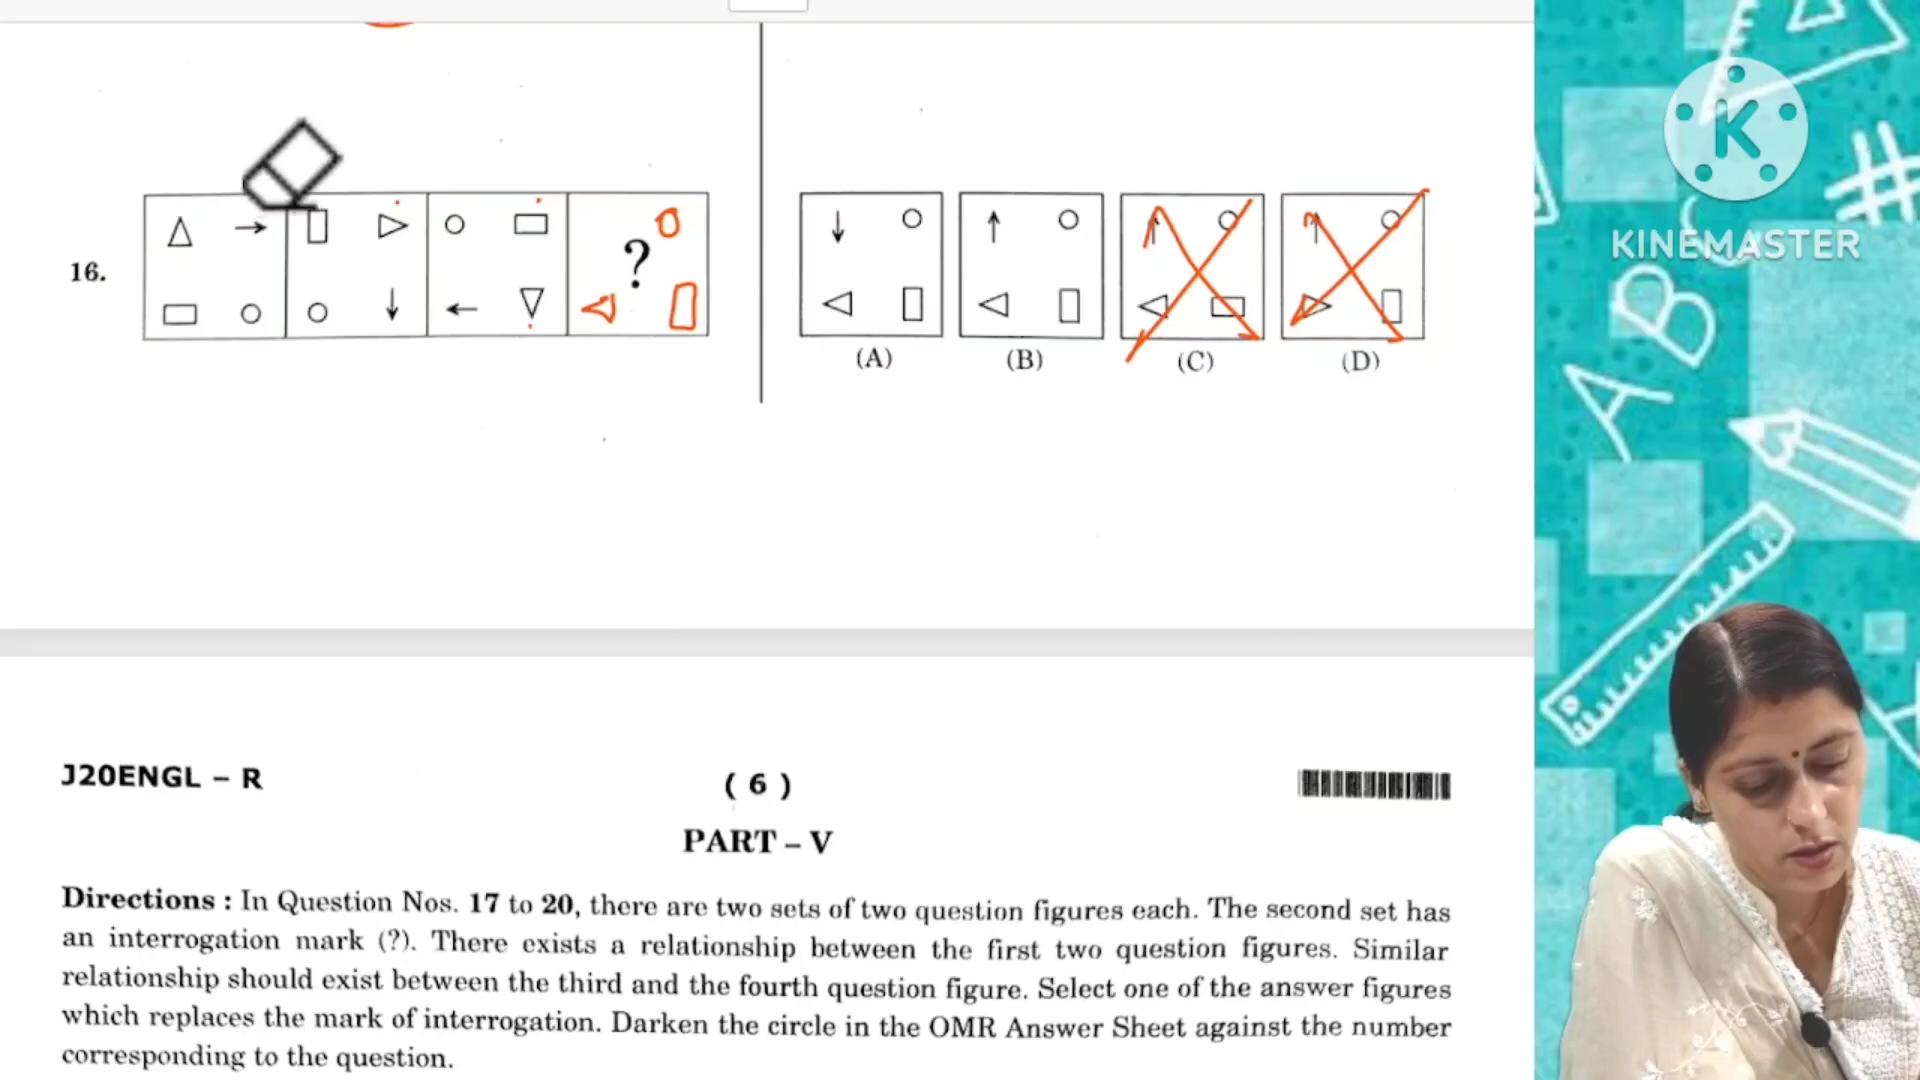 K
KINEMASTER
A B C
#
16.
?
(A) (B) (C) (D)
J20ENGL – R ( 6 )
PART – V
Directions : In Question Nos. 17 to 20, there are two sets of two question figures each. The second set has
an interrogation mark (?). There exists a relationship between the first two question figures. Similar
relationship should exist between the third and the fourth question figure. Select one of the answer figures
which replaces the mark of interrogation. Darken the circle in the OMR Answer Sheet against the number
corresponding to the question.